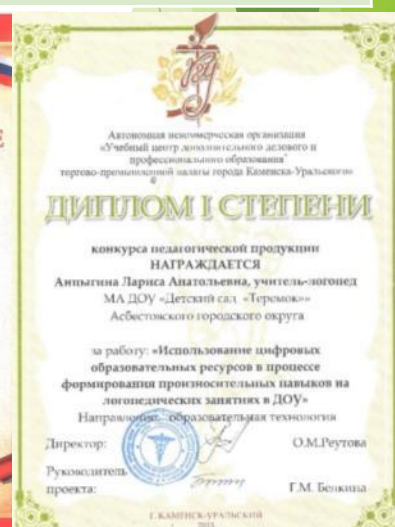 Автономная некоммерческая организация
«Учебный центр дополнительного делового и
профессионального образования
торгово-промышленной палаты города Каменска-Уральского»
ДИПЛОМ I СТЕПЕНИ
конкурса педагогической продукции
НАГРАЖДАЕТСЯ
Анпыгина Лариса Анатольевна, учитель-логопед
МА ДОУ «Детский сад «Теремок»»
Асбестовского городского округа
за работу: «Использование цифровых
образовательных ресурсов в процессе
формирования произносительных навыков на
логопедических занятиях в ДОУ»
Направление: образовательная технология
Директор: О.М.Реутова
Руководитель
проекта: Г.М. Белкина
Г. КАМЕНСК-УРАЛЬСКИЙ